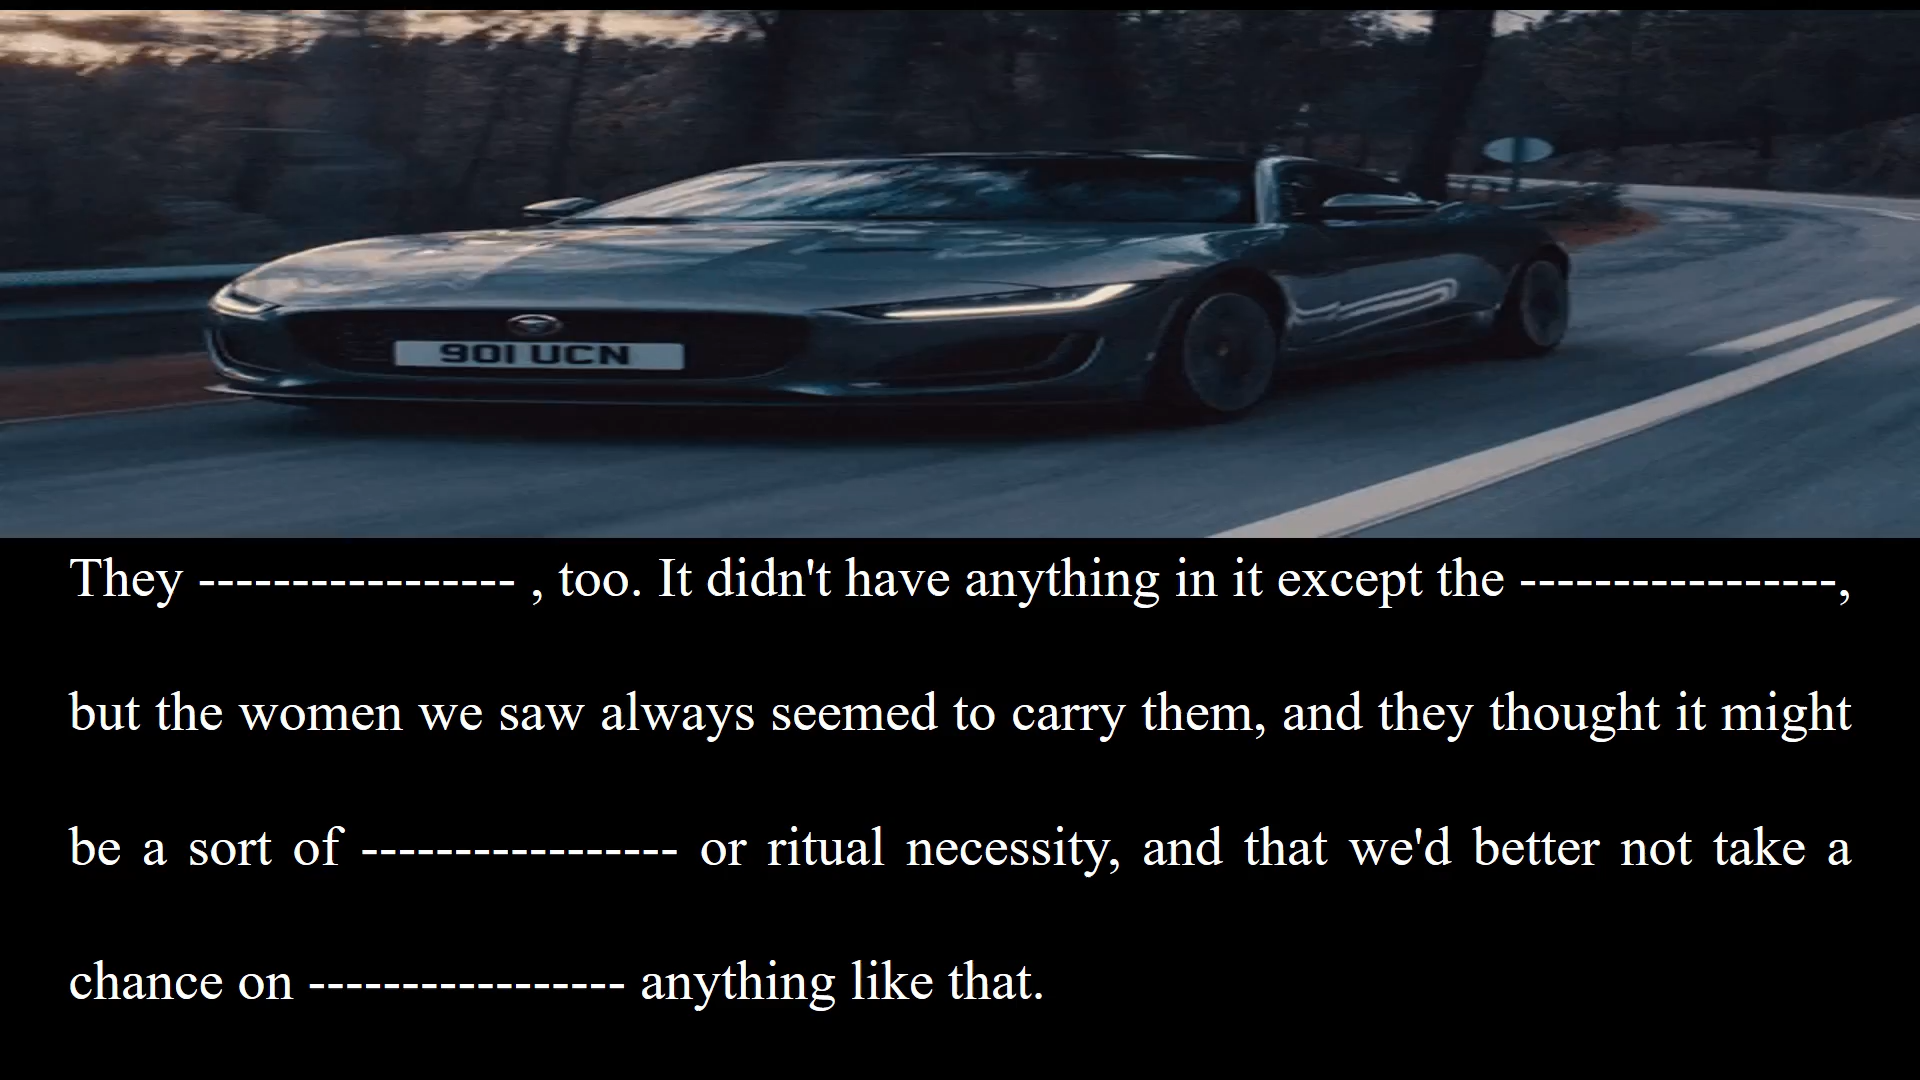 901 UCN
They ----------------- , too. It didn't have anything in it except the -----------------,
but the women we saw always seemed to carry them, and they thought it might
be a sort of ----------------- or ritual necessity, and that we'd better not take a
chance on ----------------- anything like that.